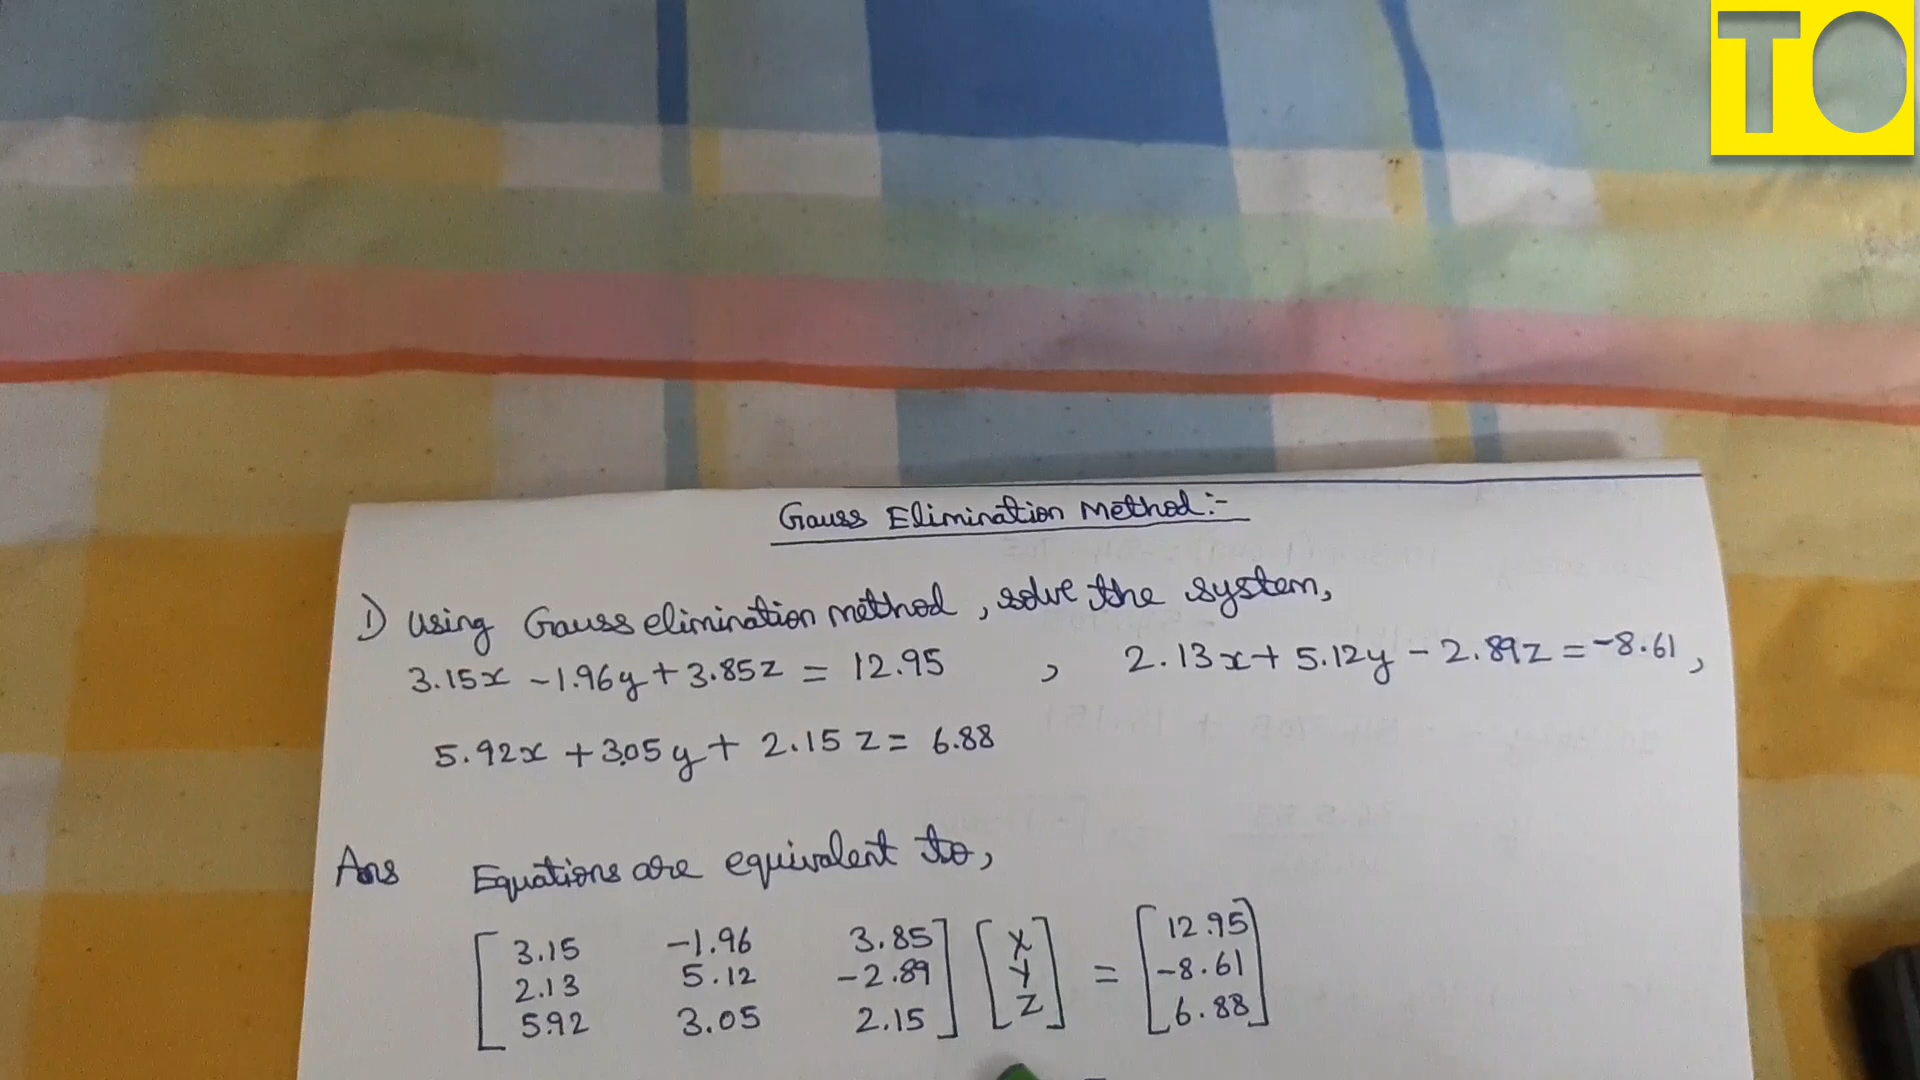 TO
Gauss Elimination Method:-
1) Using Gauss elimination method, solve the system,
3.15x - 1.96y + 3.85z = 12.95 , 2.13x + 5.12y - 2.89z = -8.61,
5.92x + 3.05y + 2.15z = 6.88
Ans Equations are equivalent to,
[ 3.15 -1.96 3.85 ] [ x ] = [ 12.95 ]
[ 2.13 5.12 -2.89 ] [ y ] [ -8.61 ]
[ 5.92 3.05 2.15 ] [ z ] [ 6.88 ]